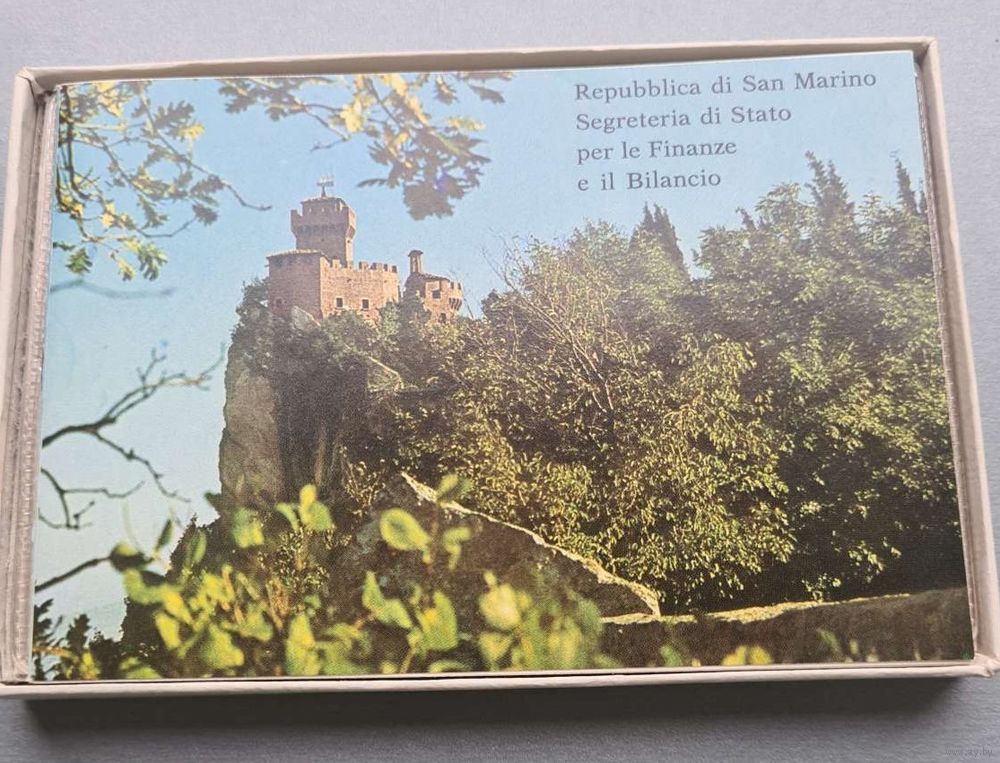 Repubblica di San Marino
Segreteria di Stato
per le Finanze
e il Bilancio